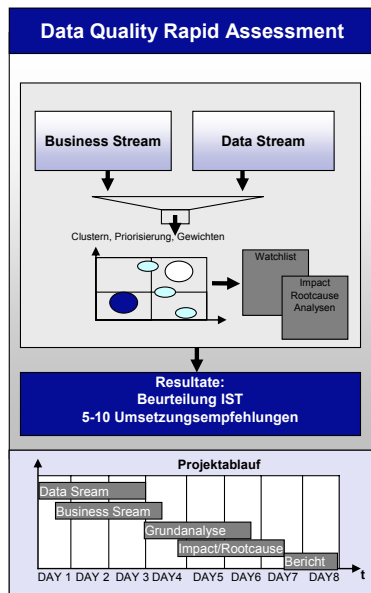 Data Quality Rapid Assessment
Business Stream
Data Stream
Clustern, Priorisierung, Gewichten
Watchlist
Impact
Rootcause
Analysen
Resultate:
Beurteilung IST
5-10 Umsetzungsempfehlungen
Projektablauf
Data Sream
Business Sream
Grundanalyse
Impact/Rootcause
Bericht
t
DAY 1 DAY 2 DAY 3 DAY4 DAY5 DAY6 DAY7 DAY8